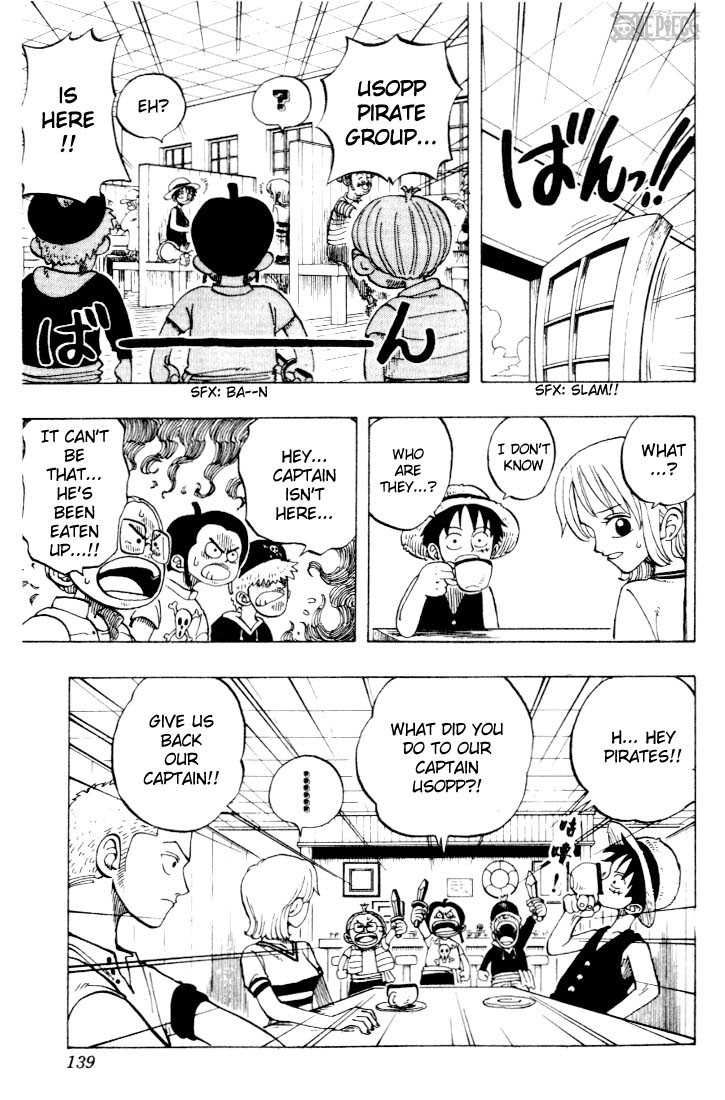 ONE PIECE
ばんっ!!
SFX: SLAM!!
USOPP
PIRATE
GROUP...
?
EH?
IS
HERE
!!
ば ん
SFX: BA--N
WHAT
...?
I DON'T
KNOW
WHO
ARE
THEY...?
HEY...
CAPTAIN
ISN'T
HERE...
IT CAN'T
BE
THAT...
HE'S
BEEN
EATEN
UP...!!
H... HEY
PIRATES!!
WHAT DID YOU
DO TO OUR
CAPTAIN
USOPP?!
GIVE US
BACK
OUR
CAPTAIN!!
139